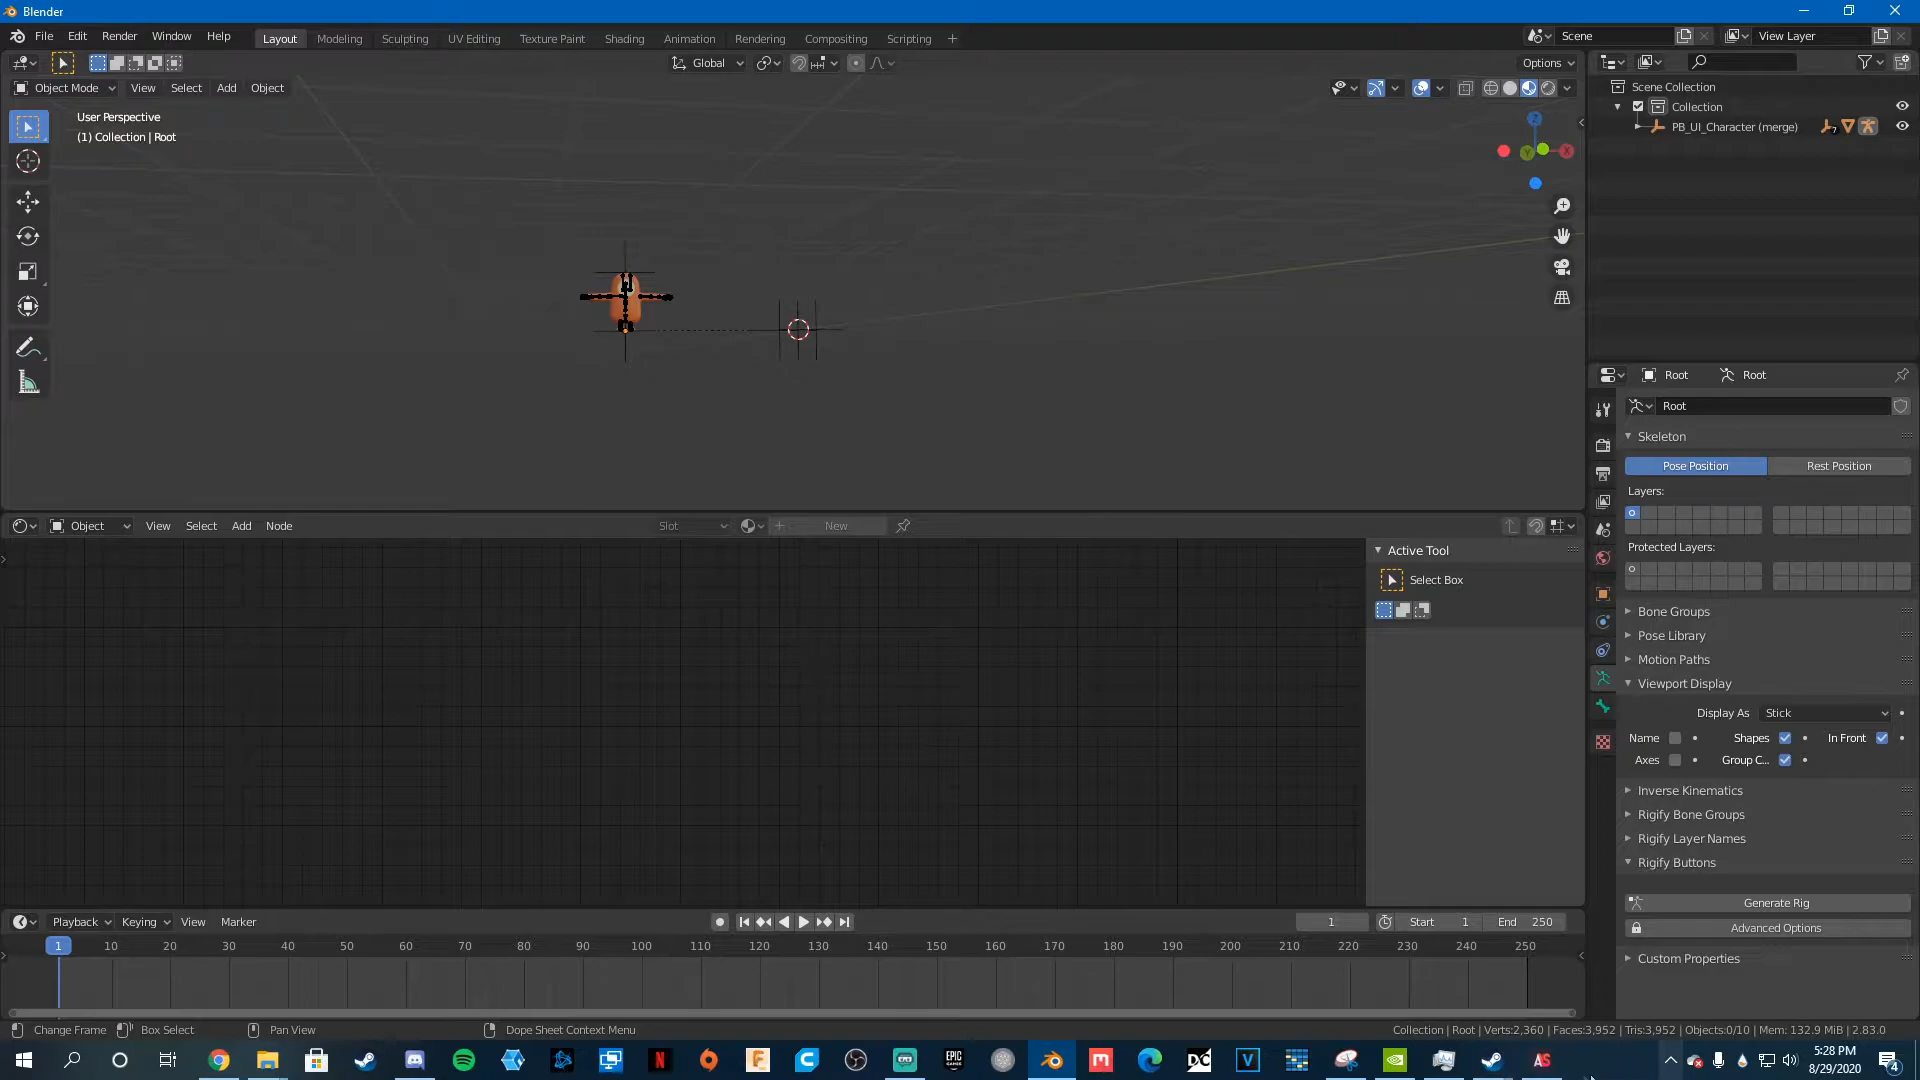 Blender
File Edit Render Window Help Layout Modeling Sculpting UV Editing Texture Paint Shading Animation Rendering Compositing Scripting + Scene View Layer
Global Options
Object Mode View Select Add Object
User Perspective
(1) Collection | Root
Z
Y
X
Scene Collection
Collection
PB_UI_Character (merge) 7
Root Root
Root
Skeleton
Pose Position Rest Position
Layers:
Protected Layers:
Bone Groups
Pose Library
Motion Paths
Viewport Display
Display As Stick
Name Shapes In Front
Axes Group C...
Inverse Kinematics
Rigify Bone Groups
Rigify Layer Names
Rigify Buttons
Generate Rig
Advanced Options
Custom Properties
Object View Select Add Node Slot New
Active Tool
Select Box
Playback Keying View Marker 1 Start 1 End 250
1 10 20 30 40 50 60 70 80 90 100 110 120 130 140 150 160 170 180 190 200 210 220 230 240 250
Change Frame Box Select Pan View Dope Sheet Context Menu Collection | Root | Verts:2,360 | Faces:3,952 | Tris:3,952 | Objects:0/10 | Mem: 132.9 MiB | 2.83.0
N F C EPIC GAMES M DC V AS
5:28 PM
8/29/2020
4